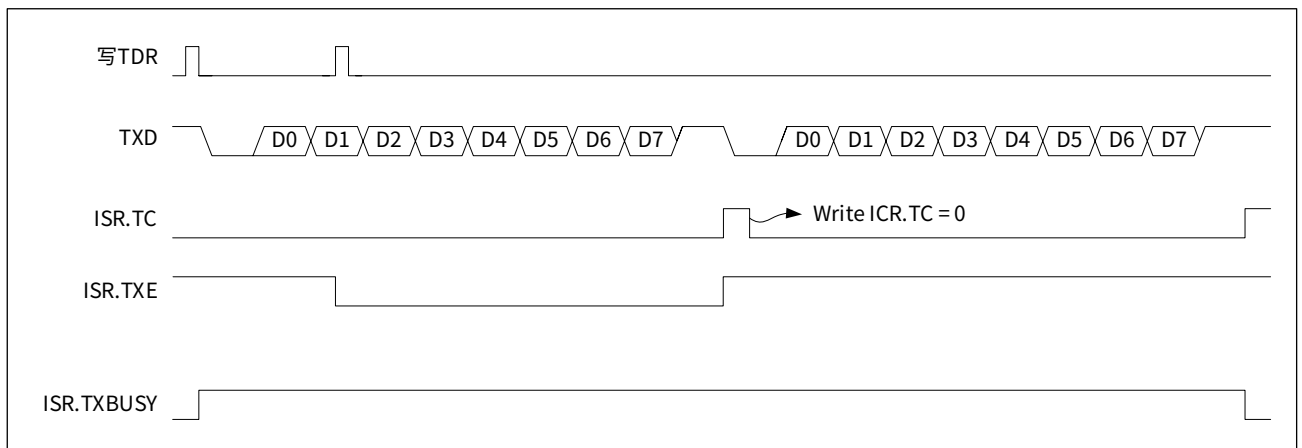 写TDR
TXD D0 D1 D2 D3 D4 D5 D6 D7 D0 D1 D2 D3 D4 D5 D6 D7
ISR.TC Write ICR.TC = 0
ISR.TXE
ISR.TXBUSY